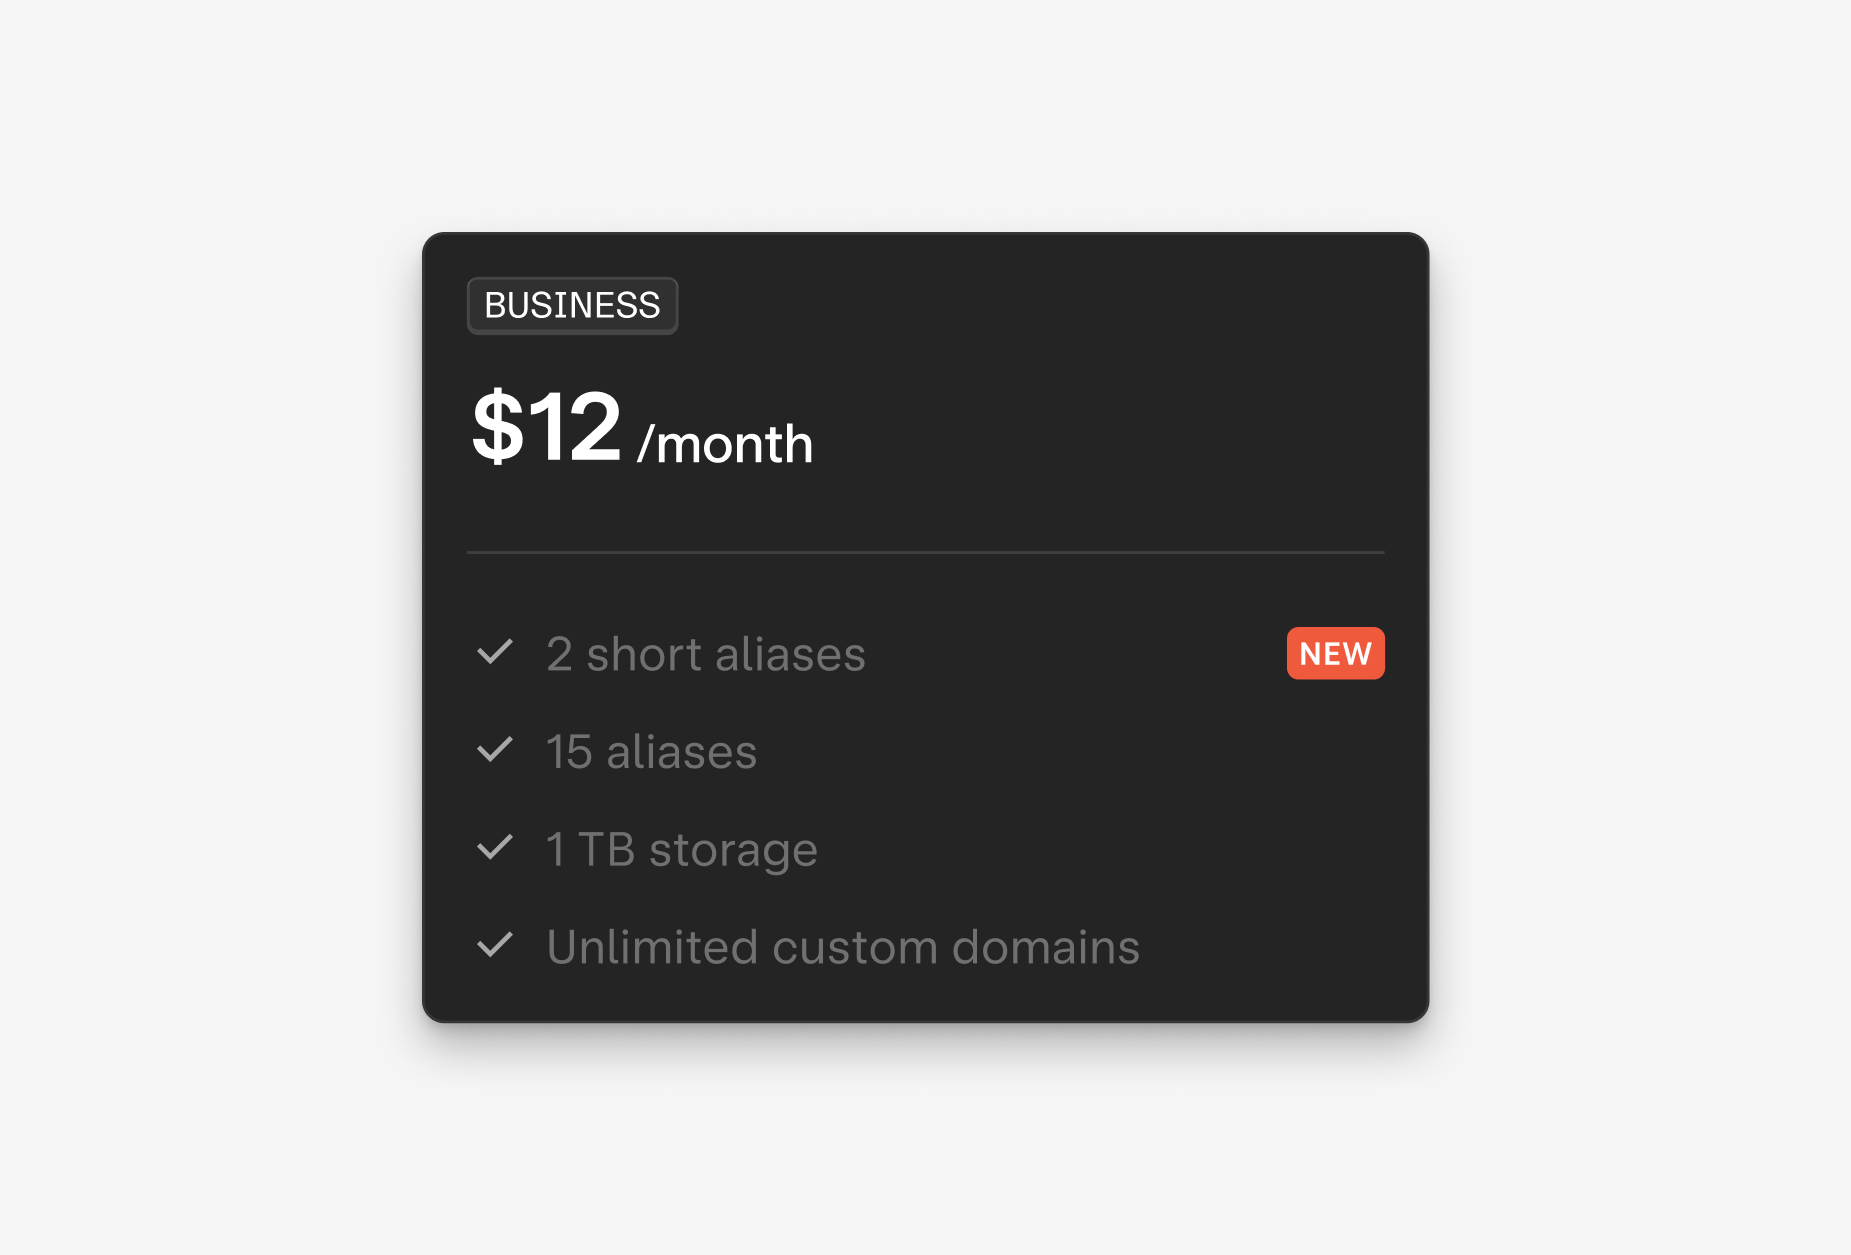 BUSINESS
$12 /month
2 short aliases NEW
15 aliases
1 TB storage
Unlimited custom domains